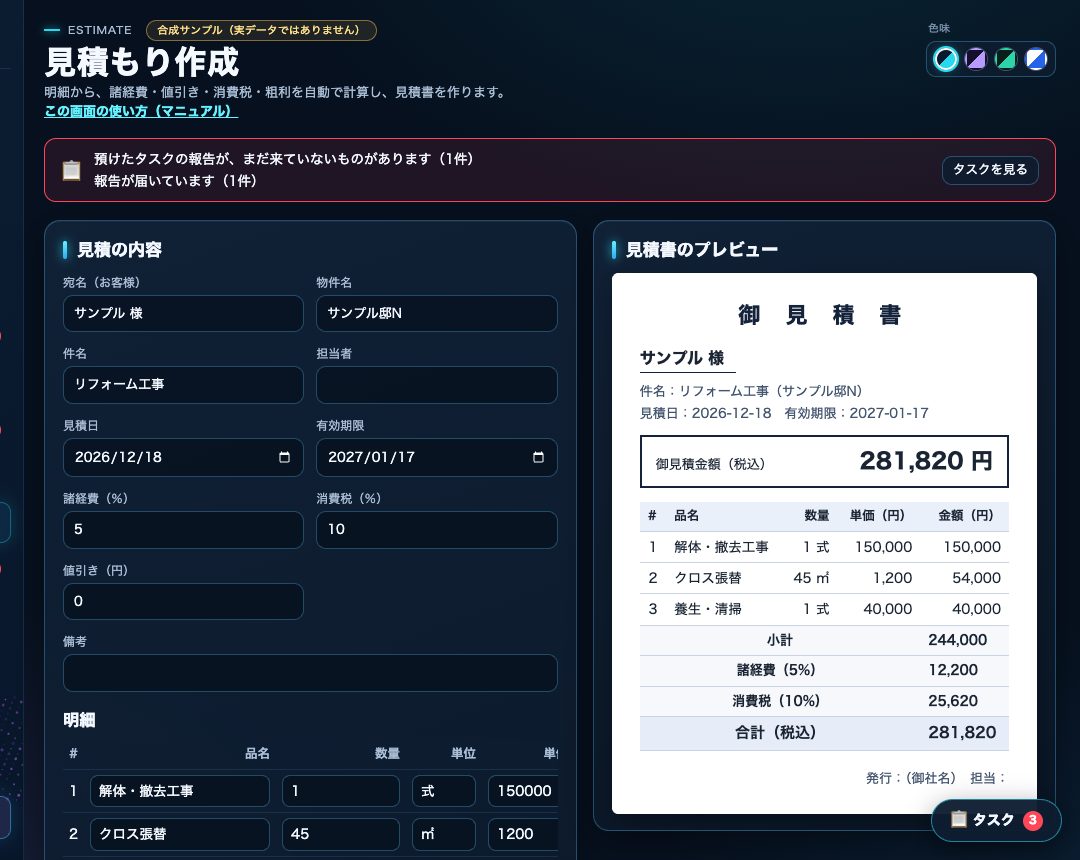 ESTIMATE 合成サンプル（実データではありません）
見積もり作成
明細から、諸経費・値引き・消費税・粗利を自動で計算し、見積書を作ります。
この画面の使い方（マニュアル）
色味
預けたタスクの報告が、まだ来ていないものがあります（1件）
報告が届いています（1件）
タスクを見る
見積の内容
宛名（お客様） 物件名
サンプル 様 サンプル邸N
件名 担当者
リフォーム工事
見積日 有効期限
2026/12/18 2027/01/17
諸経費（%） 消費税（%）
5 10
値引き（円）
0
備考
明細
# 品名 数量 単位
1 解体・撤去工事 1 式 150000
2 クロス張替 45 ㎡ 1200
見積書のプレビュー
御見積書
サンプル 様
件名：リフォーム工事（サンプル邸N）
見積日：2026-12-18 有効期限：2027-01-17
御見積金額（税込） 281,820 円
# 品名 数量 単価（円） 金額（円）
1 解体・撤去工事 1 式 150,000 150,000
2 クロス張替 45 ㎡ 1,200 54,000
3 養生・清掃 1 式 40,000 40,000
小計 244,000
諸経費（5%） 12,200
消費税（10%） 25,620
合計（税込） 281,820
発行：（御社名） 担当：
タスク 3